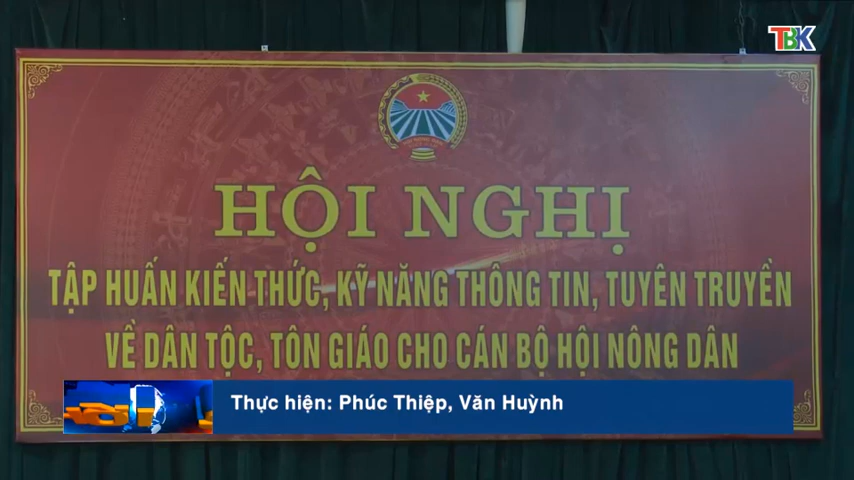 TBK
HỘI NGHỊ
TẬP HUẤN KIẾN THỨC, KỸ NĂNG THÔNG TIN, TUYÊN TRUYỀN
VỀ DÂN TỘC, TÔN GIÁO CHO CÁN BỘ HỘI NÔNG DÂN
Thực hiện: Phúc Thiệp, Văn Huỳnh